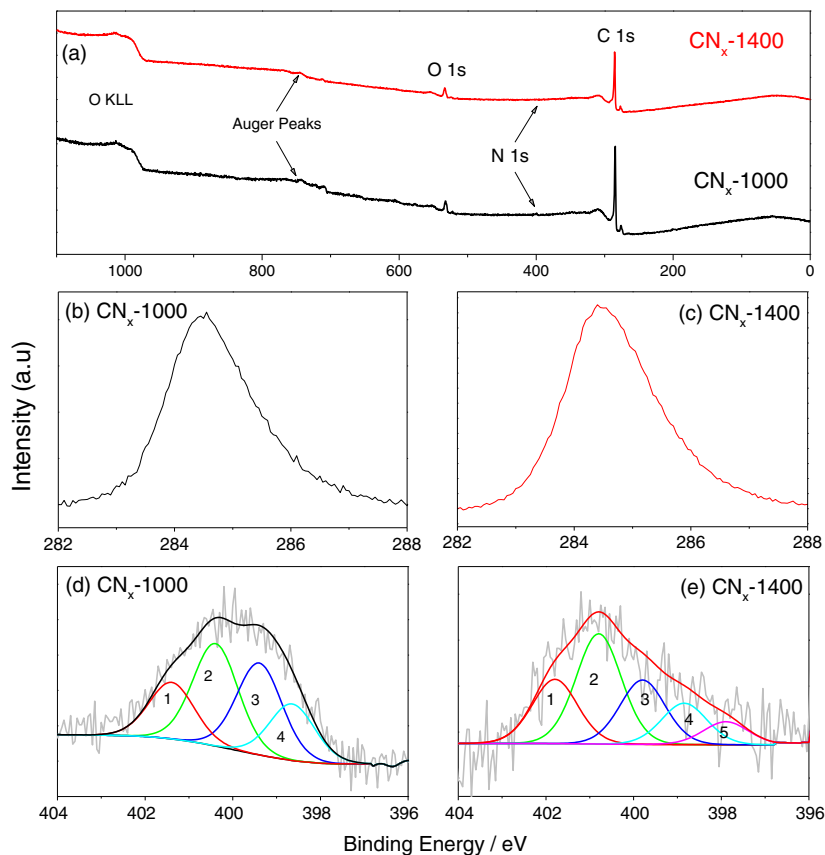 (a)
C 1s
CNₓ-1400
O 1s
O KLL
Auger Peaks
N 1s
CNₓ-1000
1000 800 600 400 200 0
(b) CNₓ-1000
(c) CNₓ-1400
Intensity (a.u)
282 284 286 288
282 284 286 288
(d) CNₓ-1000
(e) CNₓ-1400
1 2 3 4
1 2 3 4 5
404 402 400 398 396
404 402 400 398 396
Binding Energy / eV